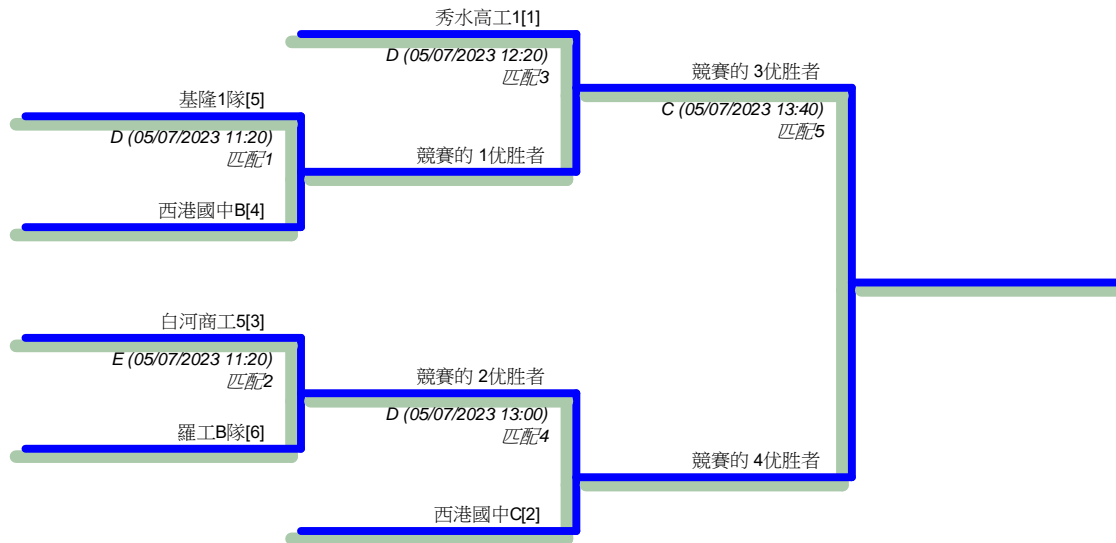 秀水高工1[1]
D (05/07/2023 12:20)
匹配3
競賽的 3优胜者
基隆1隊[5]
C (05/07/2023 13:40)
匹配5
D (05/07/2023 11:20)
匹配1
競賽的 1优胜者
西港國中B[4]
白河商工5[3]
E (05/07/2023 11:20)
匹配2
競賽的 2优胜者
D (05/07/2023 13:00)
匹配4
羅工B隊[6]
競賽的 4优胜者
西港國中C[2]